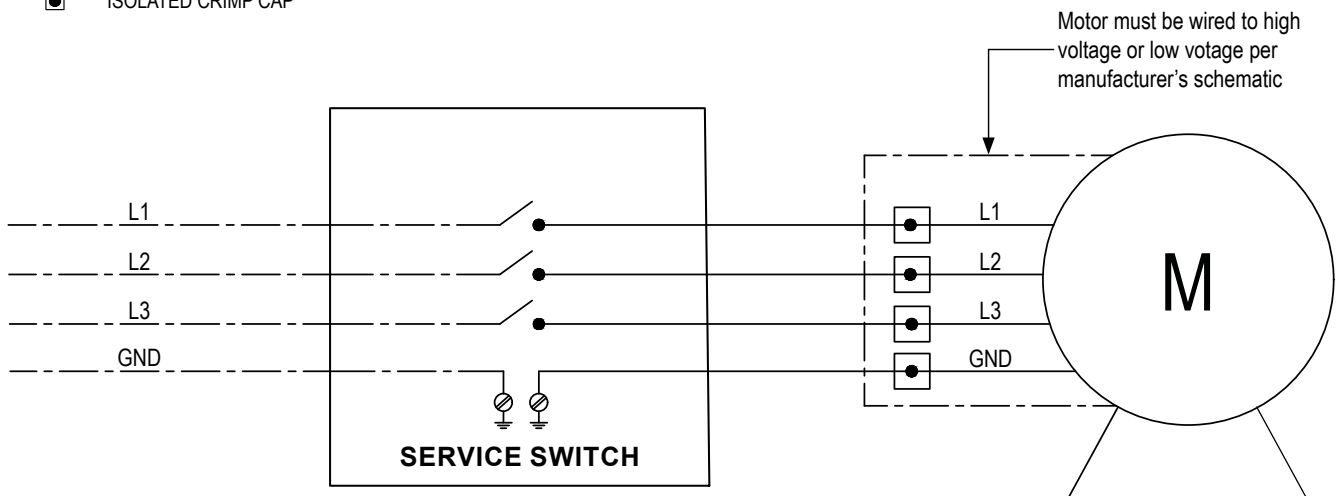 ISOLATED CRIMP CAP
Motor must be wired to high
voltage or low votage per
manufacturer’s schematic
L1
L1
L2
L2
L3
L3
GND
GND
M
SERVICE SWITCH